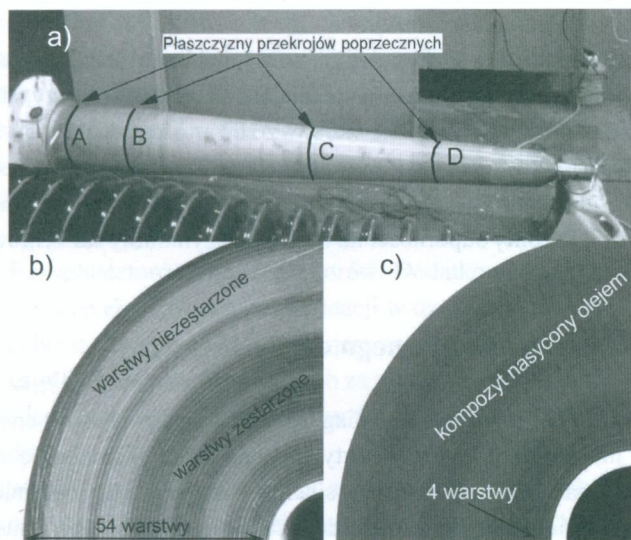 a)
Płaszczyzny przekrojów poprzecznych
A
B
C
D
b)
warstwy niezestarzone
warstwy zestarzone
54 warstwy
c)
kompozyt nasycony olejem
4 warstwy